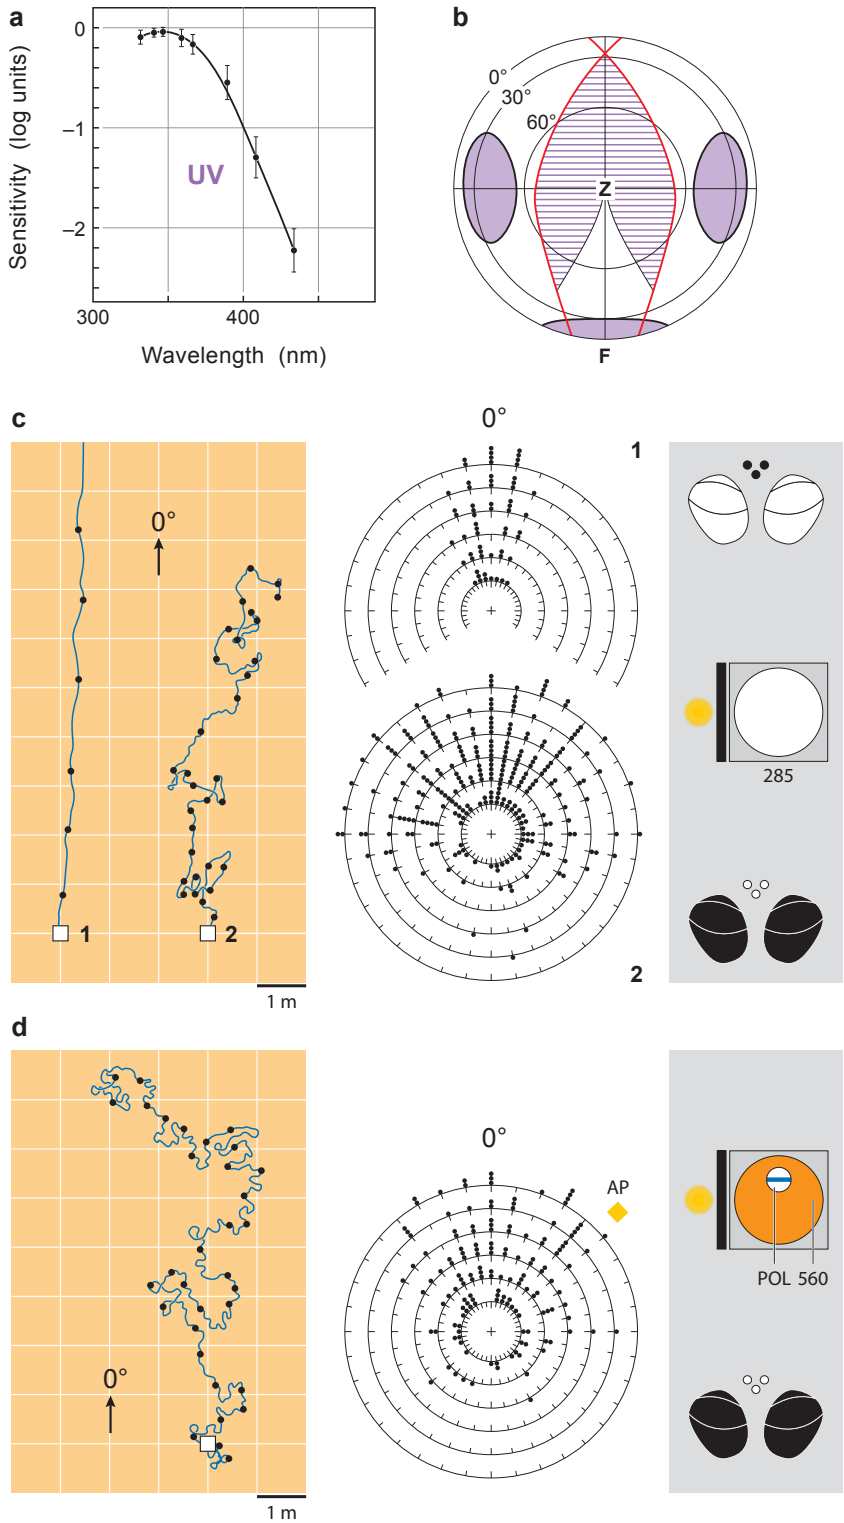 a
Sensitivity (log units)
0
–1
–2
UV
300
400
Wavelength (nm)
b
0°
30°
60°
Z
F
c
0°
1
2
1 m
0°
1
2
285
d
0°
1 m
0°
AP
POL
560